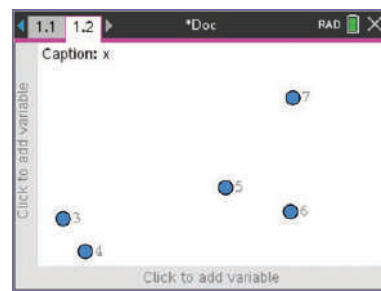 1.1 1.2 *Doc RAD
Caption: x
Click to add variable
7
5
6
3
4
Click to add variable